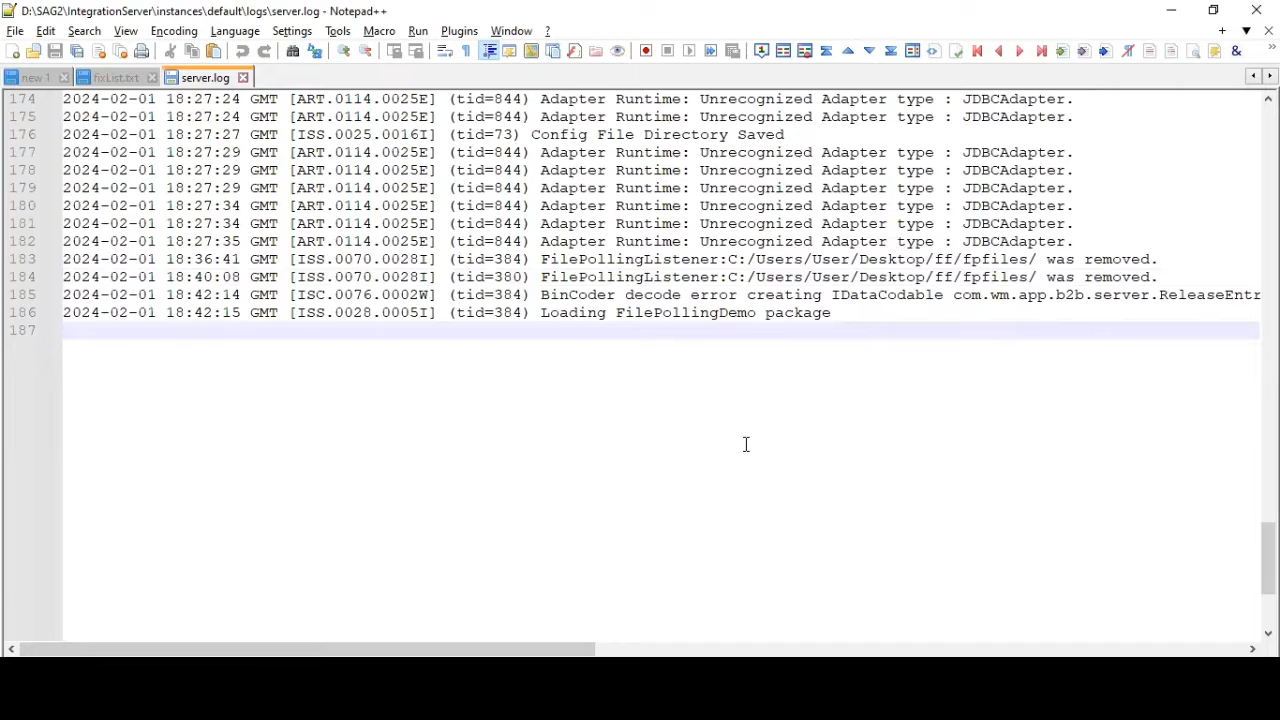 D:\SAG2\IntegrationServer\instances\default\logs\server.log - Notepad++
File Edit Search View Encoding Language Settings Tools Macro Run Plugins Window ?
new 1 fixList.txt server.log
174 2024-02-01 18:27:24 GMT [ART.0114.0025E] (tid=844) Adapter Runtime: Unrecognized Adapter type : JDBCAdapter.
175 2024-02-01 18:27:24 GMT [ART.0114.0025E] (tid=844) Adapter Runtime: Unrecognized Adapter type : JDBCAdapter.
176 2024-02-01 18:27:27 GMT [ISS.0025.0016I] (tid=73) Config File Directory Saved
177 2024-02-01 18:27:29 GMT [ART.0114.0025E] (tid=844) Adapter Runtime: Unrecognized Adapter type : JDBCAdapter.
178 2024-02-01 18:27:29 GMT [ART.0114.0025E] (tid=844) Adapter Runtime: Unrecognized Adapter type : JDBCAdapter.
179 2024-02-01 18:27:29 GMT [ART.0114.0025E] (tid=844) Adapter Runtime: Unrecognized Adapter type : JDBCAdapter.
180 2024-02-01 18:27:34 GMT [ART.0114.0025E] (tid=844) Adapter Runtime: Unrecognized Adapter type : JDBCAdapter.
181 2024-02-01 18:27:34 GMT [ART.0114.0025E] (tid=844) Adapter Runtime: Unrecognized Adapter type : JDBCAdapter.
182 2024-02-01 18:27:35 GMT [ART.0114.0025E] (tid=844) Adapter Runtime: Unrecognized Adapter type : JDBCAdapter.
183 2024-02-01 18:36:41 GMT [ISS.0070.0028I] (tid=384) FilePollingListener:C:/Users/User/Desktop/ff/fpfiles/ was removed.
184 2024-02-01 18:40:08 GMT [ISS.0070.0028I] (tid=380) FilePollingListener:C:/Users/User/Desktop/ff/fpfiles/ was removed.
185 2024-02-01 18:42:14 GMT [ISC.0076.0002W] (tid=384) BinCoder decode error creating IDataCodable com.wm.app.b2b.server.ReleaseEntr
186 2024-02-01 18:42:15 GMT [ISS.0028.0005I] (tid=384) Loading FilePollingDemo package
187